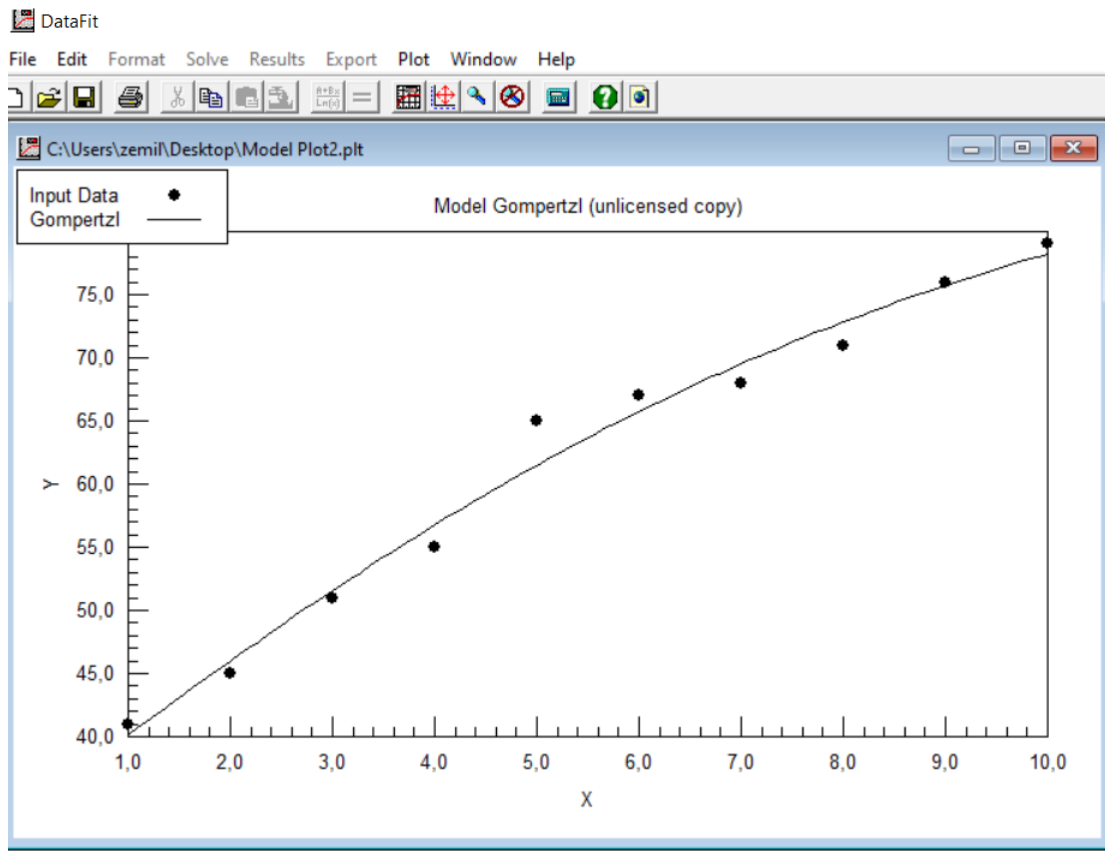 DataFit
File Edit Format Solve Results Export Plot Window Help
A+Bx
Ln(x)
C:\Users\zemil\Desktop\Model Plot2.plt
Input Data
Gompertzl
Model Gompertzl (unlicensed copy)
75,0
70,0
65,0
Y
60,0
55,0
50,0
45,0
40,0
1,0 2,0 3,0 4,0 5,0 6,0 7,0 8,0 9,0 10,0
X